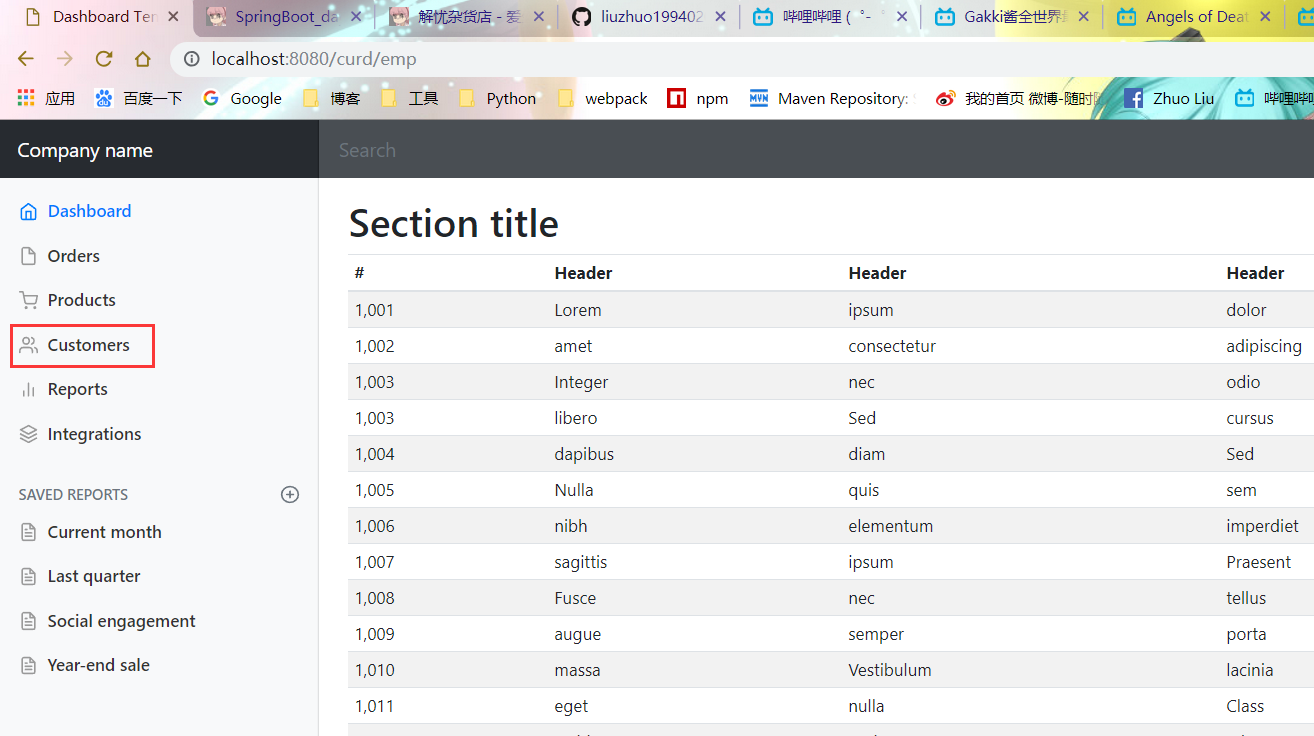 Dashboard Ter SpringBoot_da 解忧杂货店 - 爱 liuzhuo199402 哔哩哔哩 ( ゜- ゜ Gakki酱全世界 Angels of Deat
localhost:8080/curd/emp
应用 百度一下 Google 博客 工具 Python webpack npm MVN Maven Repository: 我的首页 微博-随时随 Zhuo Liu 哔哩哔哩
Company name Search
Dashboard
Orders
Products
Customers
Reports
Integrations
SAVED REPORTS
Current month
Last quarter
Social engagement
Year-end sale
Section title
# Header Header Header
1,001 Lorem ipsum dolor
1,002 amet consectetur adipiscing
1,003 Integer nec odio
1,003 libero Sed cursus
1,004 dapibus diam Sed
1,005 Nulla quis sem
1,006 nibh elementum imperdiet
1,007 sagittis ipsum Praesent
1,008 Fusce nec tellus
1,009 augue semper porta
1,010 massa Vestibulum lacinia
1,011 eget nulla Class